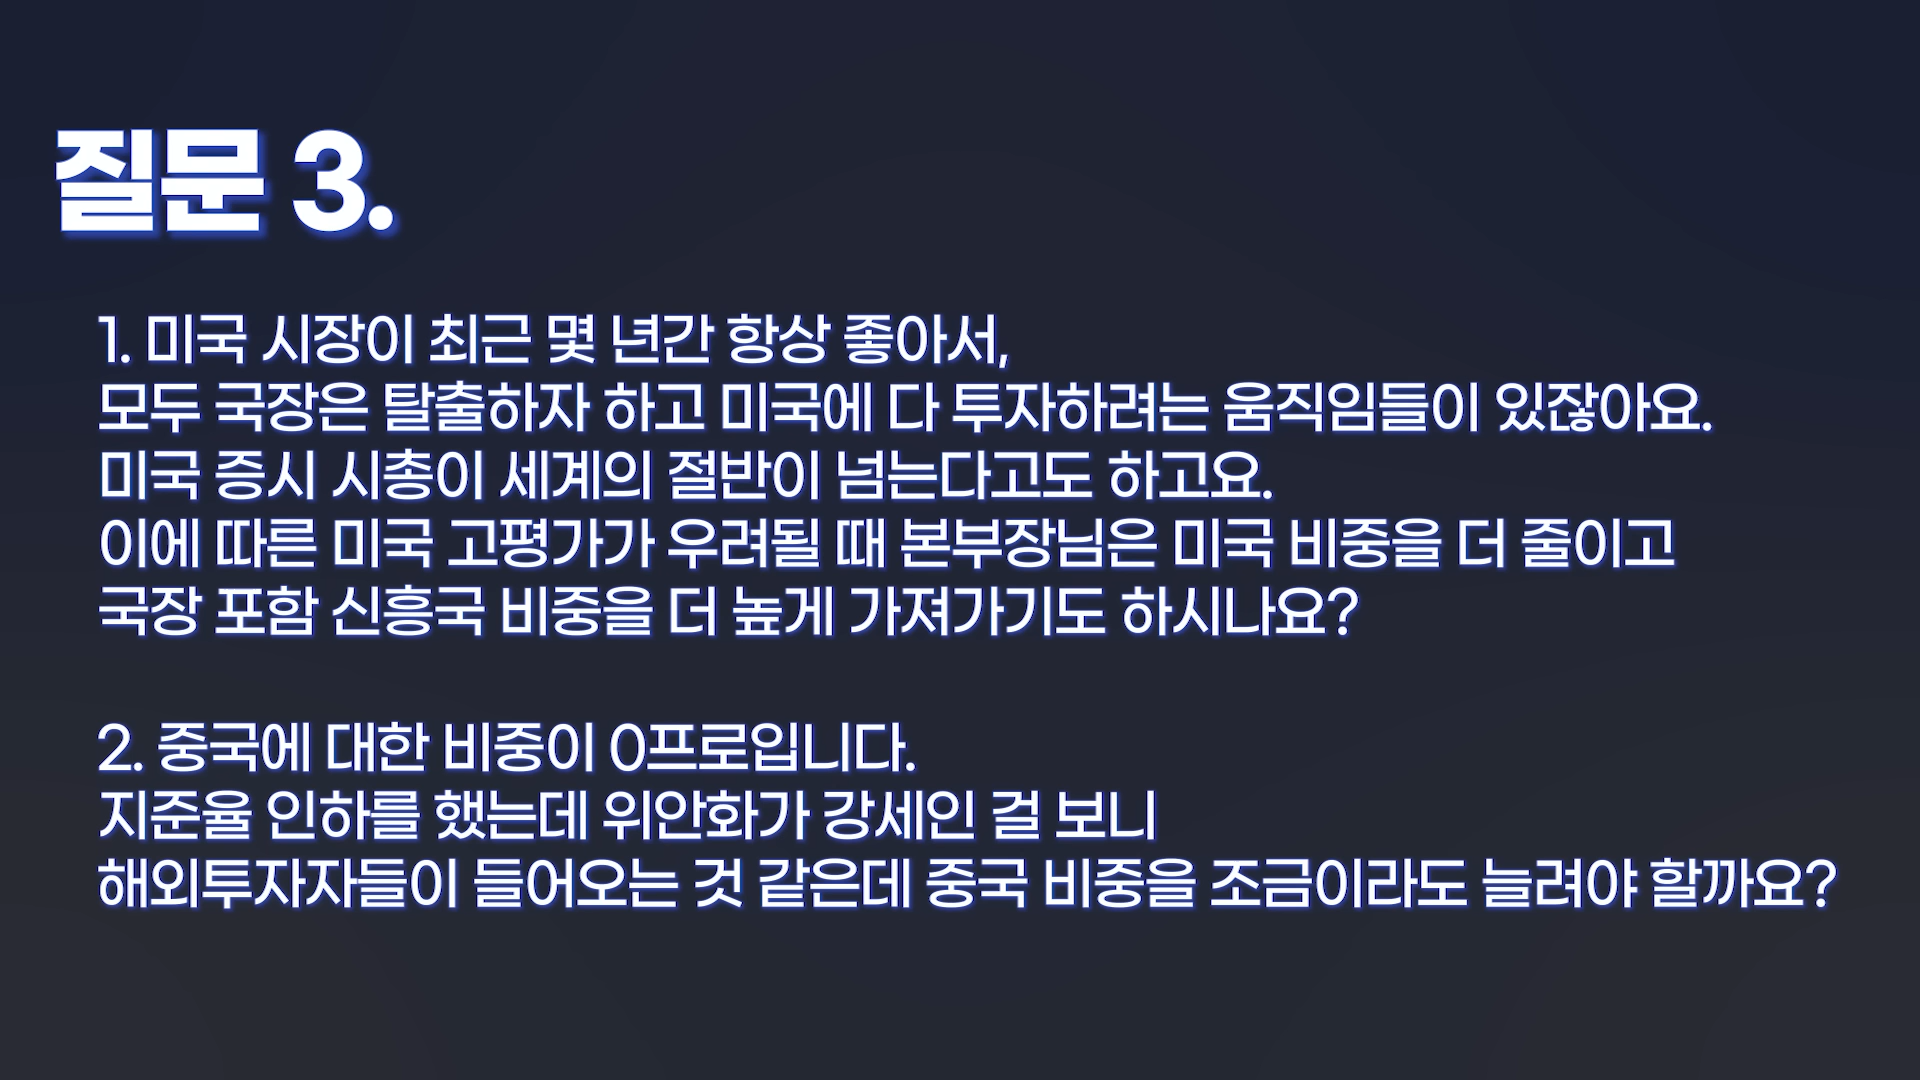 질문 3.
1. 미국 시장이 최근 몇 년간 항상 좋아서,
모두 국장은 탈출하자 하고 미국에 다 투자하려는 움직임들이 있잖아요.
미국 증시 시총이 세계의 절반이 넘는다고도 하고요.
이에 따른 미국 고평가가 우려될 때 본부장님은 미국 비중을 더 줄이고
국장 포함 신흥국 비중을 더 높게 가져가기도 하시나요?
2. 중국에 대한 비중이 0프로입니다.
지준율 인하를 했는데 위안화가 강세인 걸 보니
해외투자자들이 들어오는 것 같은데 중국 비중을 조금이라도 늘려야 할까요?